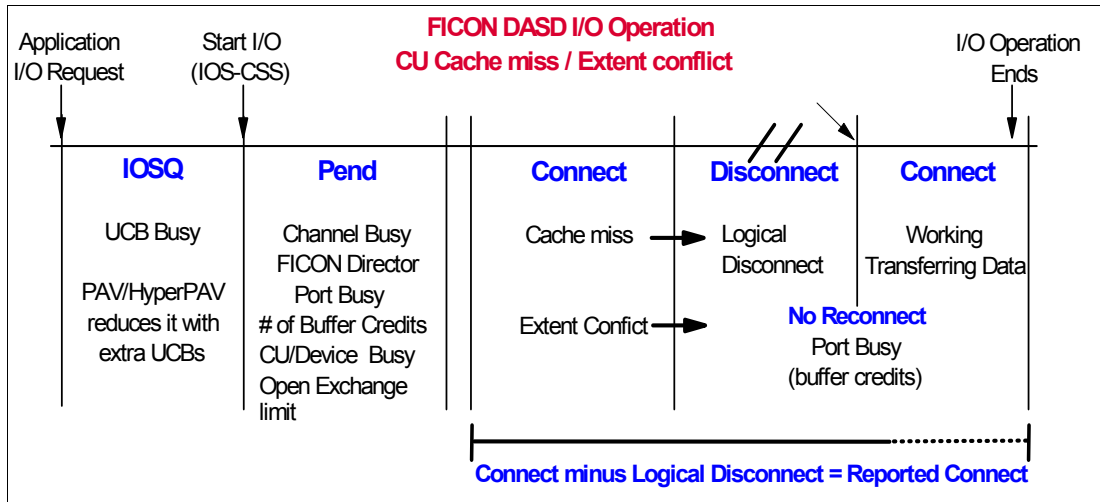 FICON DASD I/O Operation
CU Cache miss / Extent conflict
Application
I/O Request
Start I/O
(IOS-CSS)
I/O Operation
Ends
IOSQ
Pend
Connect
Disconnect
Connect
UCB Busy
PAV/HyperPAV
reduces it with
extra UCBs
Channel Busy
FICON Director
Port Busy
# of Buffer Credits
CU/Device Busy
Open Exchange
limit
Cache miss
Extent Confict
Logical
Disconnect
Working
Transferring Data
No Reconnect
Port Busy
(buffer credits)
Connect minus Logical Disconnect = Reported Connect